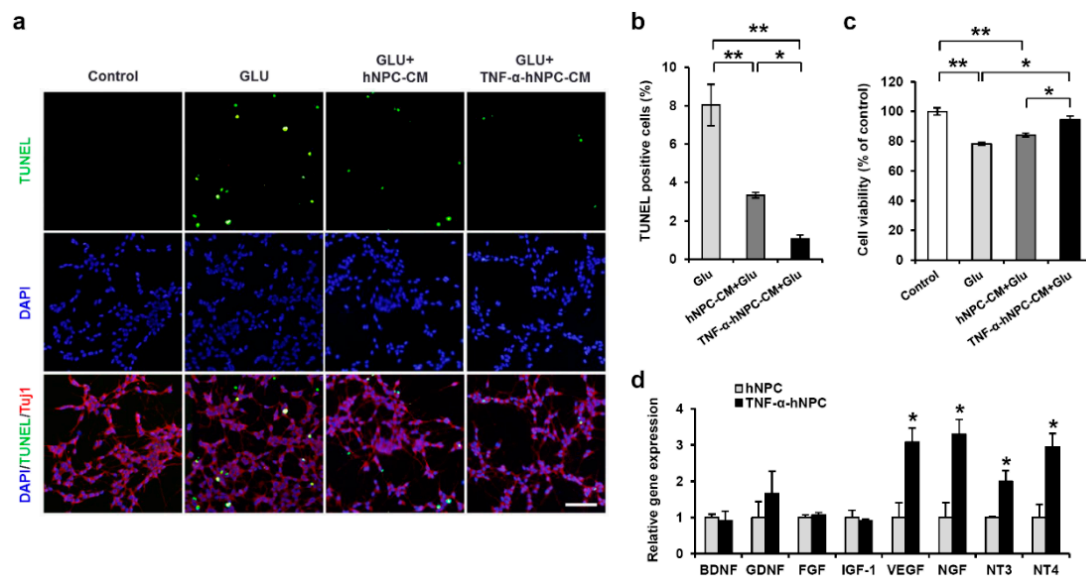 a
Control
GLU
GLU+
hNPC-CM
GLU+
TNF-α-hNPC-CM
TUNEL
DAPI
DAPI/TUNEL/Tuj1
b
TUNEL positive cells (%)
10
8
6
4
2
0
**
**
*
Glu
hNPC-CM+Glu
TNF-α-hNPC-CM+Glu
c
Cell viability (% of control)
120
100
80
60
40
20
0
**
**
*
*
Control
Glu
hNPC-CM+Glu
TNF-α-hNPC-CM+Glu
d
hNPC
TNF-α-hNPC
Relative gene expression
4
3
2
1
0
* * * *
BDNF GDNF FGF IGF-1 VEGF NGF NT3 NT4